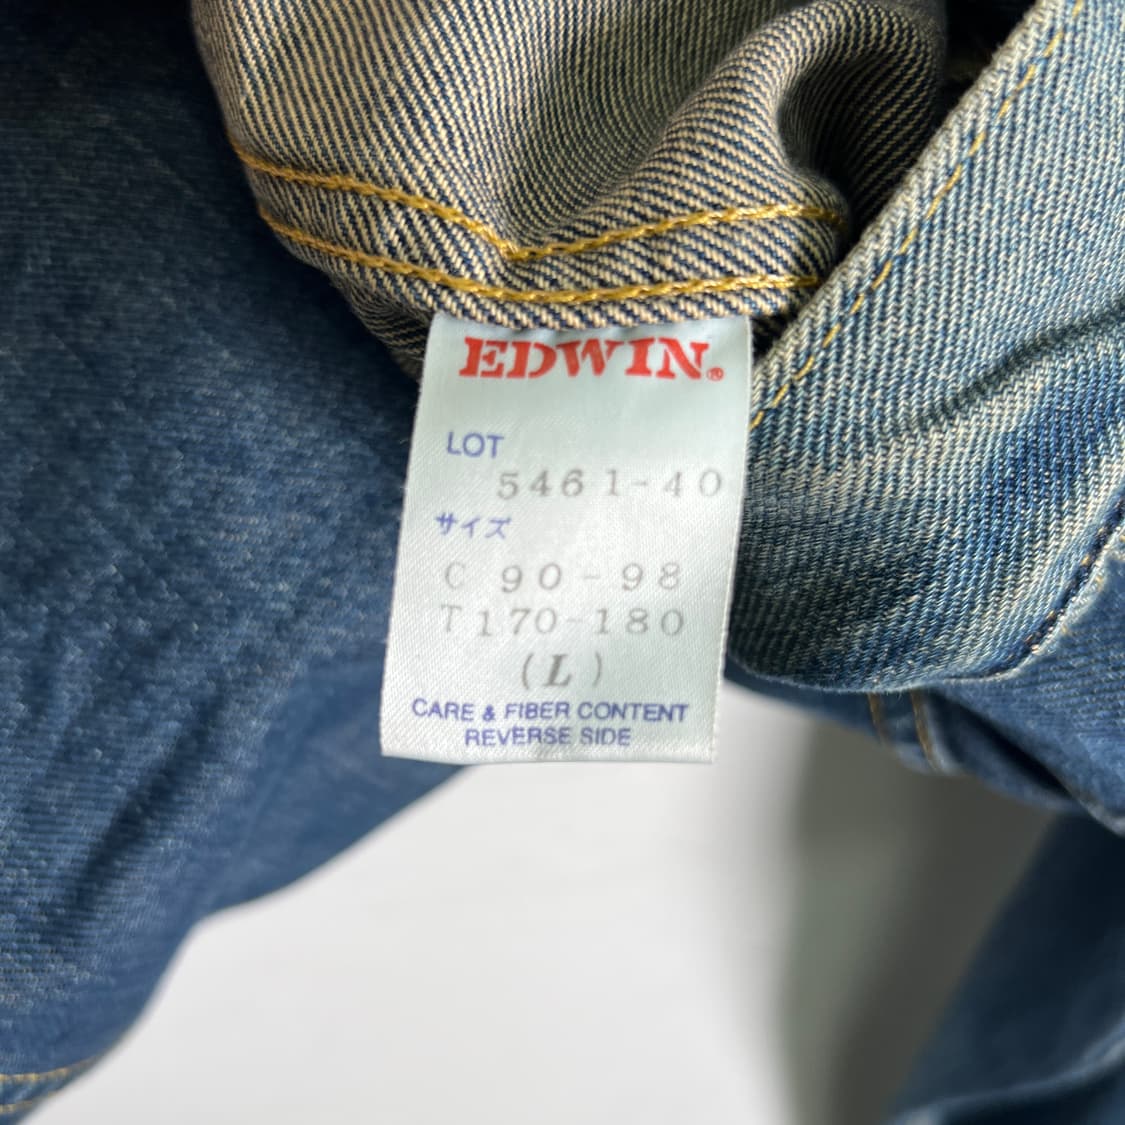 EDWIN®
LOT
5461-40
サイズ
C 90-98
T170-180
(L)
CARE & FIBER CONTENT
REVERSE SIDE